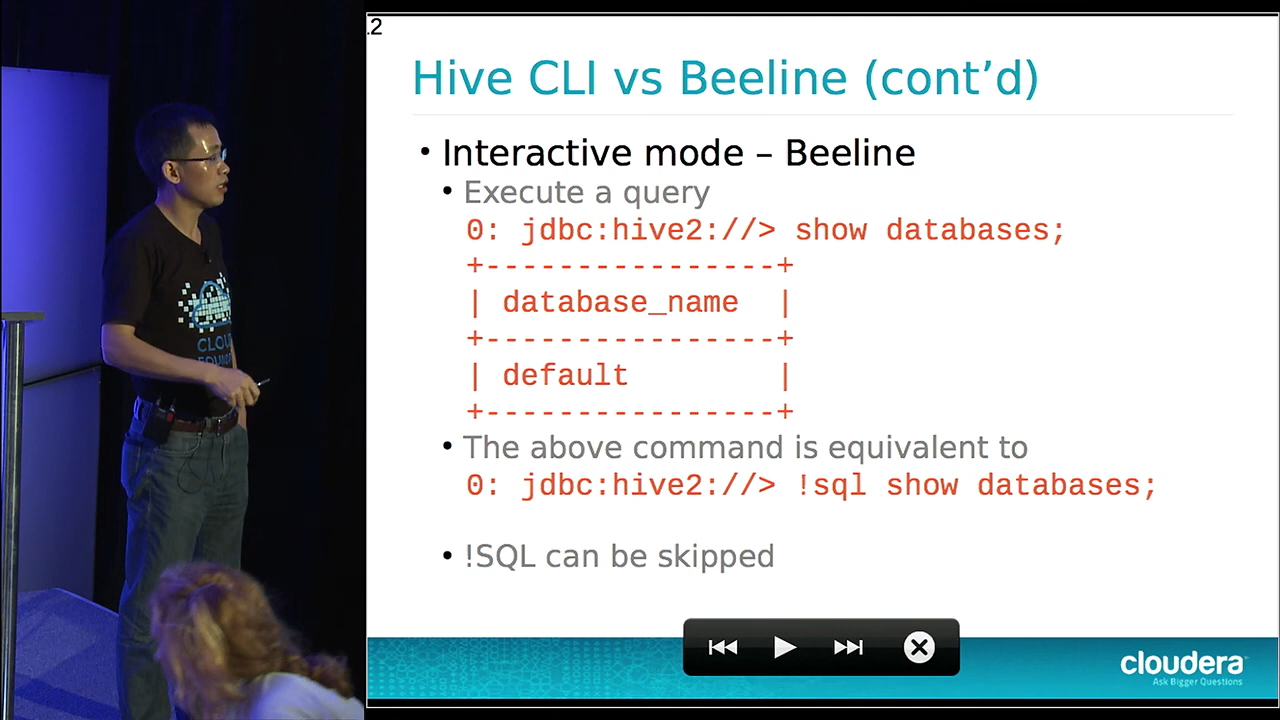 .2
Hive CLI vs Beeline (cont’d)
• Interactive mode – Beeline
• Execute a query
0: jdbc:hive2://> show databases;
+----------------+
| database_name |
+----------------+
| default |
+----------------+
• The above command is equivalent to
0: jdbc:hive2://> !sql show databases;
• !SQL can be skipped
cloudera
Ask Bigger Questions
CLOUD